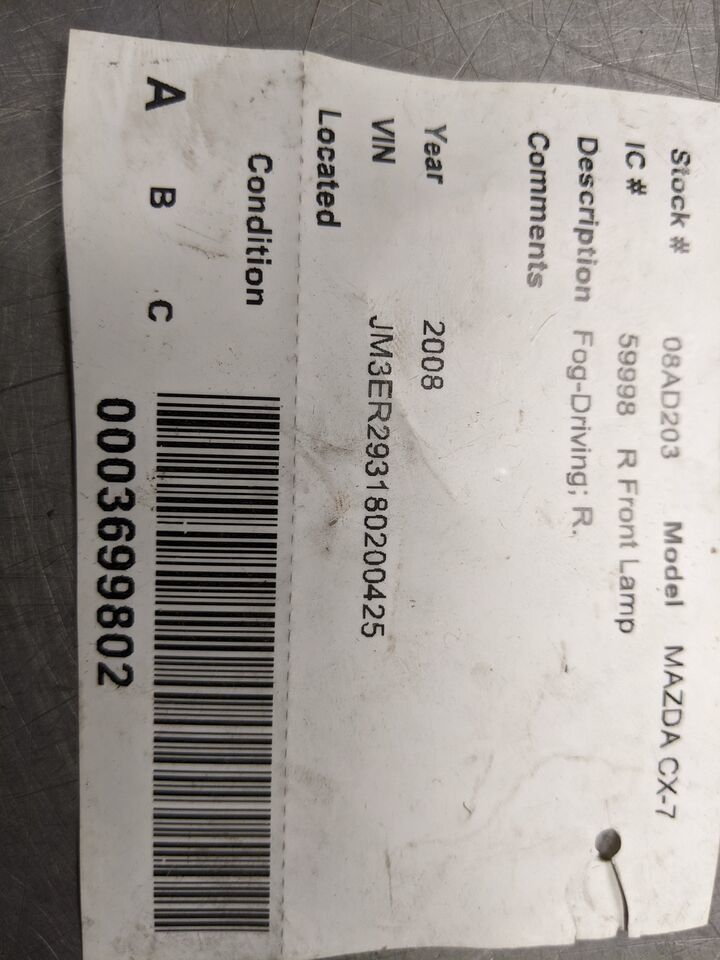 Stock # 08AD203 Model MAZDA CX-7
IC # 59998 R Front Lamp
Description Fog-Driving; R.
Comments
Year 2008
VIN JM3ER293180200425
Located
Condition
A B C
0003699802